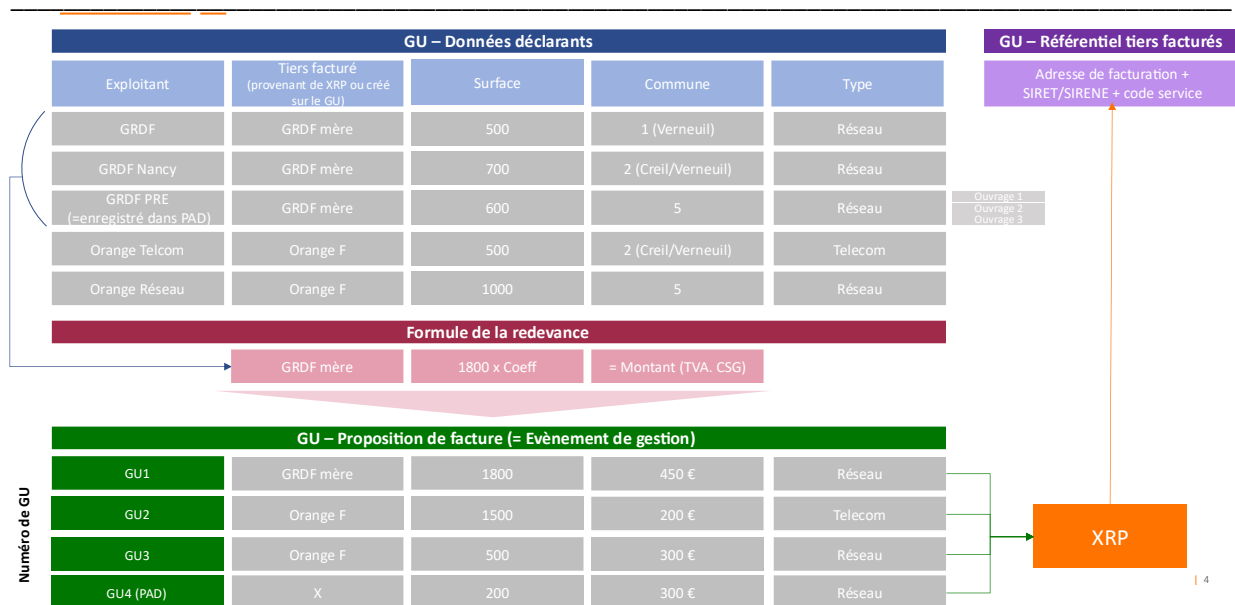 GU – Données déclarants
GU – Référentiel tiers facturés
Exploitant
Tiers facturé
(provenant de XRP ou créé
sur le GU)
Surface
Commune
Type
Adresse de facturation +
SIRET/SIRENE + code service
GRDF
GRDF mère
500
1 (Verneuil)
Réseau
GRDF Nancy
GRDF mère
700
2 (Creil/Verneuil)
Réseau
GRDF PRE
(=enregistré dans PAD)
GRDF mère
600
5
Réseau
Ouvrage 1
Ouvrage 2
Ouvrage 3
Orange Telcom
Orange F
500
2 (Creil/Verneuil)
Telecom
Orange Réseau
Orange F
1000
5
Réseau
Formule de la redevance
GRDF mère
1800 x Coeff
= Montant (TVA. CSG)
GU – Proposition de facture (= Evènement de gestion)
Numéro de GU
GU1
GRDF mère
1800
450 €
Réseau
GU2
Orange F
1500
200 €
Telecom
GU3
Orange F
500
300 €
Réseau
GU4 (PAD)
X
200
300 €
Réseau
XRP
| 4